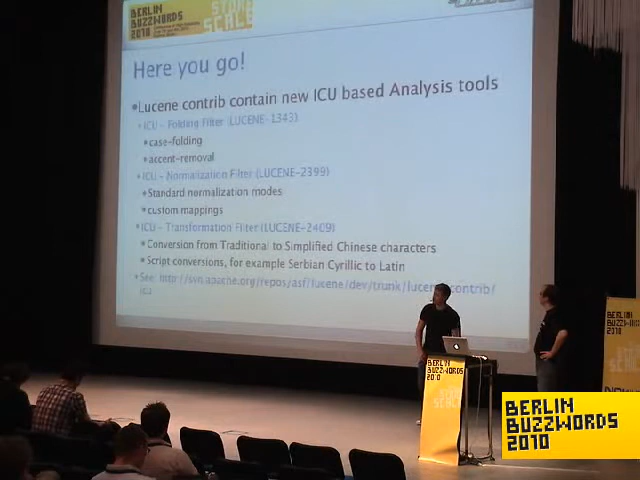 BERLIN
BUZZWORDS
2010
STORE
SCALE
Here you go!
•Lucene contrib contain new ICU based Analysis tools
•ICU - Folding Filter (LUCENE-1343)
•case-folding
•accent-removal
•ICU - Normalization Filter (LUCENE-2399)
•Standard normalization modes
•custom mappings
•ICU - Transformation Filter (LUCENE-2409)
•Conversion from Traditional to Simplified Chinese characters
•Script conversions, for example Serbian Cyrillic to Latin
•See: http://svn.apache.org/repos/asf/lucene/dev/trunk/lucene/contrib/
icu
BERLIN
BUZZWORDS
2010
BERLIN
BUZZWORDS
2010
BERLIN
BUZZWORDS
2010